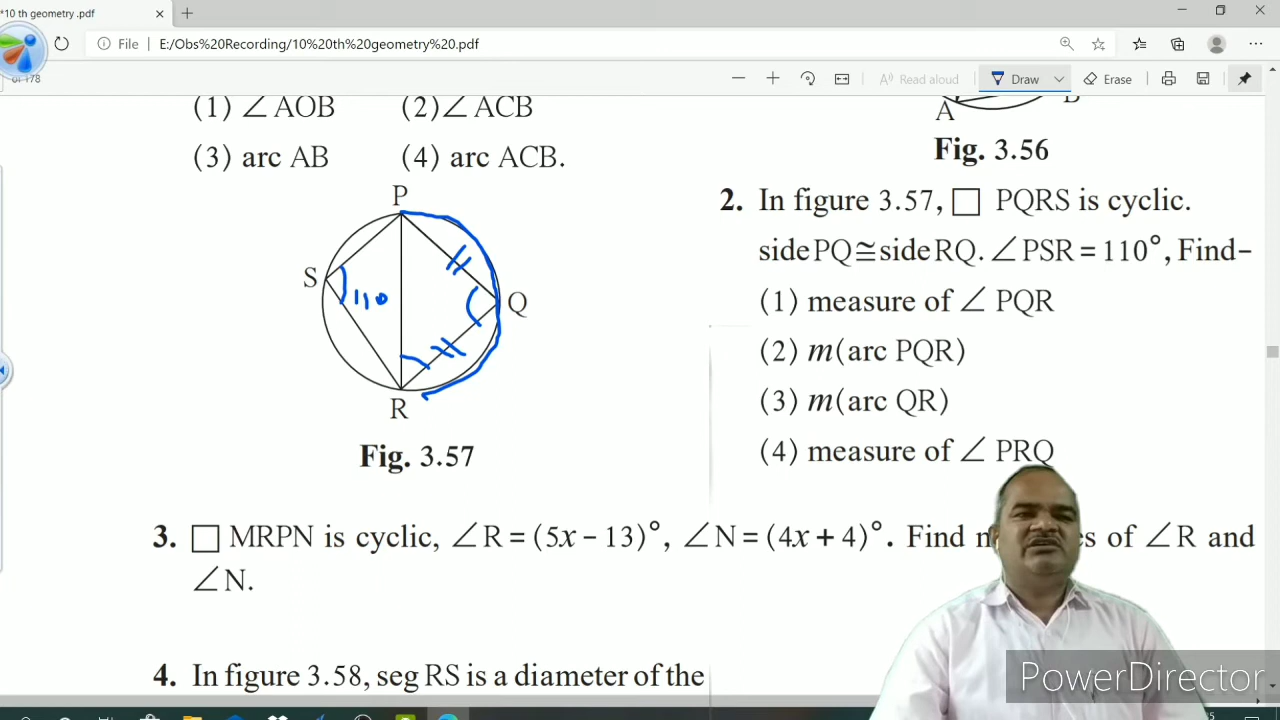 *10 th geometry .pdf
File | E:/Obs%20Recording/10%20th%20geometry%20.pdf
of 178
Read aloud
Draw
Erase
(1) ∠AOB (2)∠ACB
(3) arc AB (4) arc ACB.
A B
Fig. 3.56
P
S
110
Q
R
Fig. 3.57
2. In figure 3.57, □ PQRS is cyclic.
side PQ ≅ side RQ. ∠PSR = 110°, Find-
(1) measure of ∠ PQR
(2) m(arc PQR)
(3) m(arc QR)
(4) measure of ∠ PRQ
3. □ MRPN is cyclic, ∠R = (5x − 13)°, ∠N = (4x + 4)°. Find of ∠R and
∠N.
4. In figure 3.58, seg RS is a diameter of the
PowerDirector